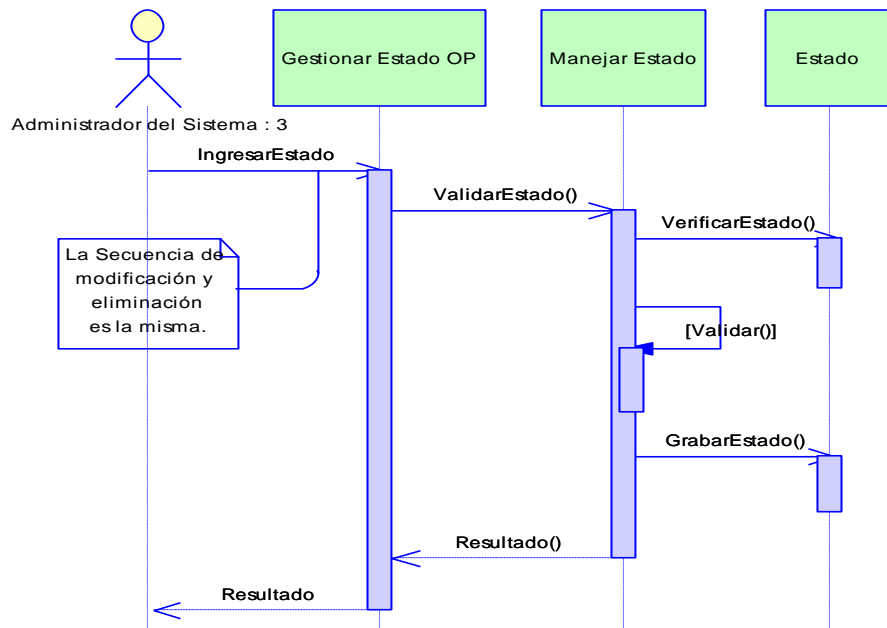 Gestionar Estado OP
Manejar Estado
Estado
Administrador del Sistema : 3
IngresarEstado
ValidarEstado()
VerificarEstado()
La Secuencia de
modificación y
eliminación
es la misma.
[Validar()]
GrabarEstado()
Resultado()
Resultado